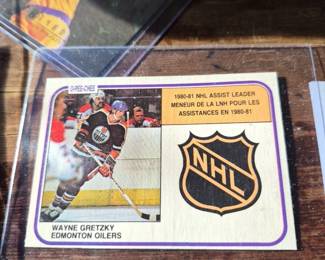 O-PEE-CHEE
1980-81 NHL ASSIST LEADER
MENEUR DE LA LNH POUR LES
ASSISTANCES EN 1980-81
NHL
WAYNE GRETZKY
EDMONTON OILERS